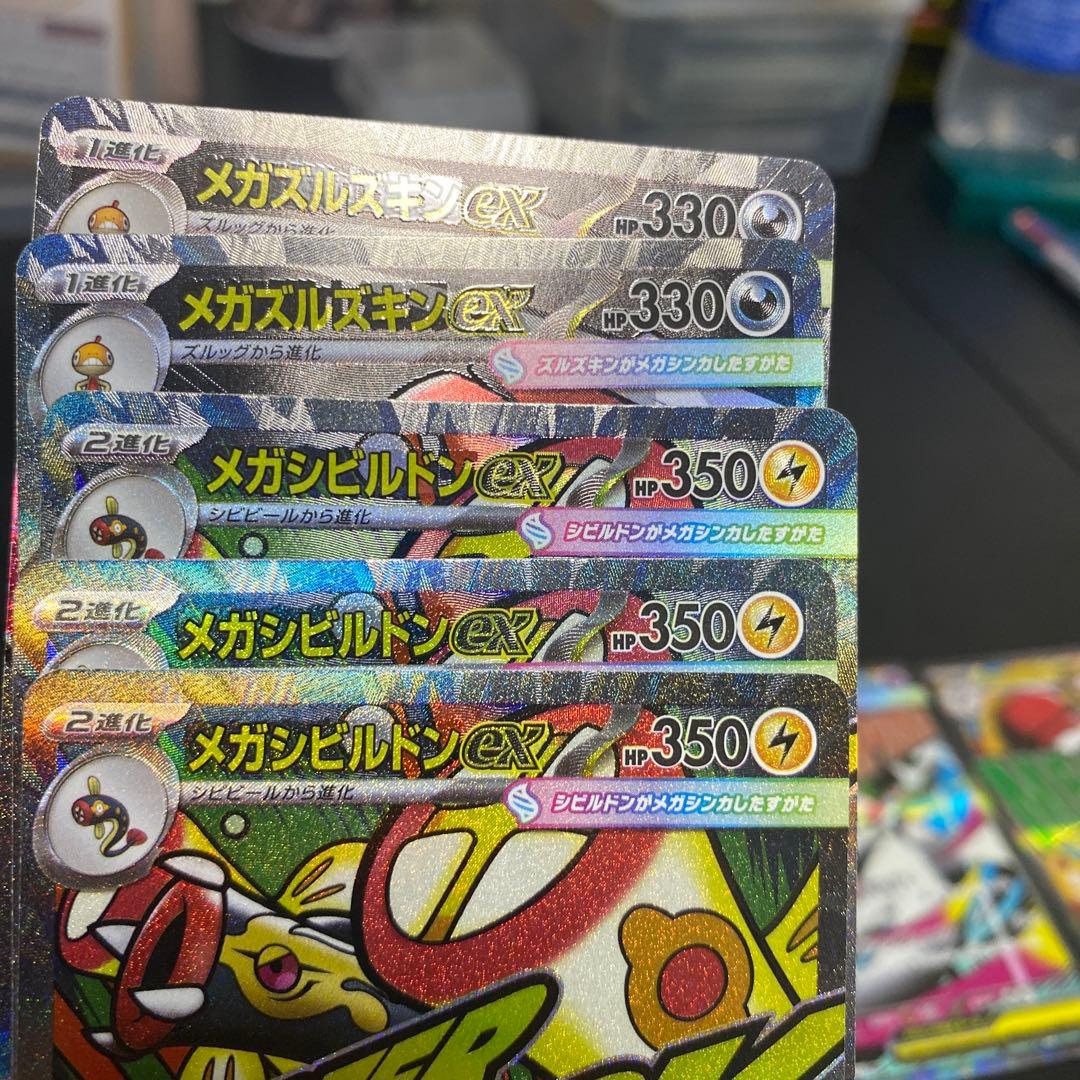 1進化
メガズルズキンex HP330
ズルッグから進化
1進化
メガズルズキンex HP330
ズルッグから進化
ズルズキンがメガシンカしたすがた
2進化
メガシビルドンex HP350
シビビールから進化
シビルドンがメガシンカしたすがた
2進化
メガシビルドンex HP350
2進化
メガシビルドンex HP350
シビビールから進化
シビルドンがメガシンカしたすがた